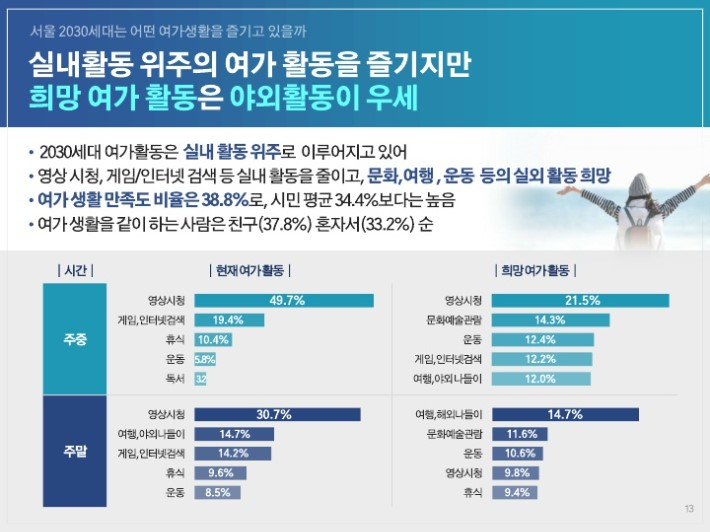 서울 2030세대는 어떤 여가생활을 즐기고 있을까
실내활동 위주의 여가 활동을 즐기지만
희망 여가 활동은 야외활동이 우세
• 2030세대 여가활동은 실내 활동 위주로 이루어지고 있어
• 영상 시청, 게임/인터넷 검색 등 실내 활동을 줄이고, 문화,여행 , 운동 등의 실외 활동 희망
• 여가 생활 만족도 비율은 38.8%로, 시민 평균 34.4%보다는 높음
• 여가 생활을 같이 하는 사람은 친구(37.8%) 혼자서(33.2%) 순
| 시간 | | 현재 여가 활동 | | 희망 여가 활동 |
주중
영상시청 49.7%
게임,인터넷검색 19.4%
휴식 10.4%
운동 5.8%
독서 3.2
영상시청 21.5%
문화예술관람 14.3%
운동 12.4%
게임,인터넷검색 12.2%
여행,야외나들이 12.0%
주말
영상시청 30.7%
여행,야외나들이 14.7%
게임,인터넷검색 14.2%
휴식 9.6%
운동 8.5%
여행,해외나들이 14.7%
문화예술관람 11.6%
운동 10.6%
영상시청 9.8%
휴식 9.4%
13